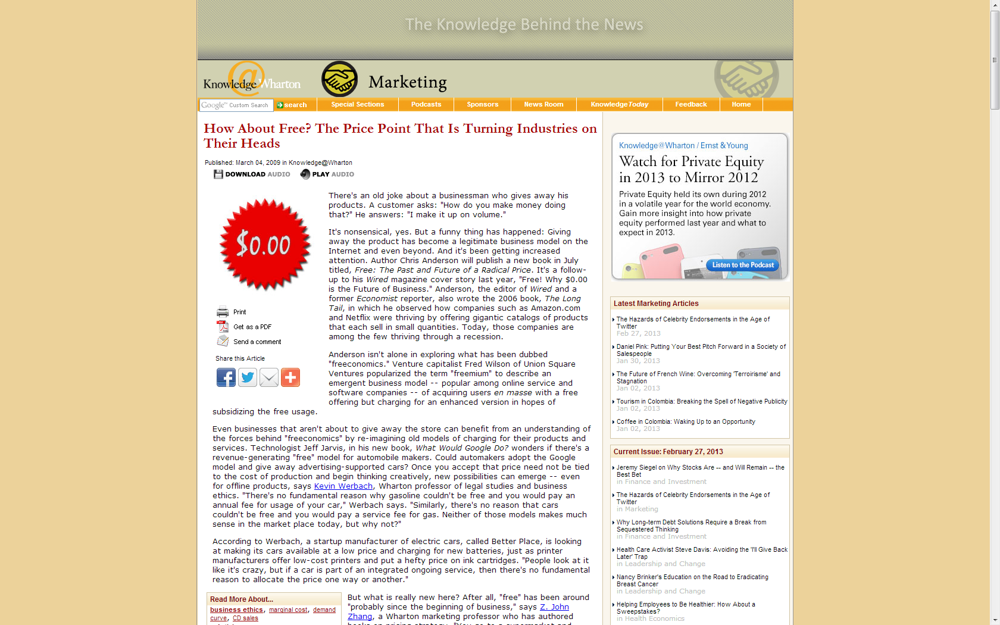 The Knowledge Behind the News
Knowledge@Wharton
Marketing
Google™ Custom Search
search
Special Sections
Podcasts
Sponsors
News Room
KnowledgeToday
Feedback
Home
How About Free? The Price Point That Is Turning Industries on
Their Heads
Published: March 04, 2009 in Knowledge@Wharton
DOWNLOAD AUDIO
PLAY AUDIO
$0.00
Print
Get as a PDF
Send a comment
Share this Article
There's an old joke about a businessman who gives away his
products. A customer asks: "How do you make money doing
that?" He answers: "I make it up on volume."
It's nonsensical, yes. But a funny thing has happened: Giving
away the product has become a legitimate business model on the
Internet and even beyond. And it's been getting increased
attention. Author Chris Anderson will publish a new book in July
titled, Free: The Past and Future of a Radical Price. It's a follow-
up to his Wired magazine cover story last year, "Free! Why $0.00
is the Future of Business." Anderson, the editor of Wired and a
former Economist reporter, also wrote the 2006 book, The Long
Tail, in which he observed how companies such as Amazon.com
and Netflix were thriving by offering gigantic catalogs of products
that each sell in small quantities. Today, those companies are
among the few thriving through a recession.
Anderson isn't alone in exploring what has been dubbed
"freeconomics." Venture capitalist Fred Wilson of Union Square
Ventures popularized the term "freemium" to describe an
emergent business model -- popular among online service and
software companies -- of acquiring users en masse with a free
offering but charging for an enhanced version in hopes of
subsidizing the free usage.
Even businesses that aren't about to give away the store can benefit from an understanding of
the forces behind "freeconomics" by re-imagining old models of charging for their products and
services. Technologist Jeff Jarvis, in his new book, What Would Google Do? wonders if there's a
revenue-generating "free" model for automobile makers. Could automakers adopt the Google
model and give away advertising-supported cars? Once you accept that price need not be tied
to the cost of production and begin thinking creatively, new possibilities can emerge -- even
for offline products, says Kevin Werbach, Wharton professor of legal studies and business
ethics. "There's no fundamental reason why gasoline couldn't be free and you would pay an
annual fee for usage of your car," Werbach says. "Similarly, there's no reason that cars
couldn't be free and you would pay a service fee for gas. Neither of those models makes much
sense in the market place today, but why not?"
According to Werbach, a startup manufacturer of electric cars, called Better Place, is looking
at making its cars available at a low price and charging for new batteries, just as printer
manufacturers offer low-cost printers and put a hefty price on ink cartridges. "People look at it
like it's crazy, but if a car is part of an integrated ongoing service, then there's no fundamental
reason to allocate the price one way or another."
Read More About...
business ethics, marginal cost, demand
curve, CD sales
But what is really new here? After all, "free" has been around
"probably since the beginning of business," says Z. John
Zhang, a Wharton marketing professor who has authored
Knowledge@Wharton / Ernst & Young
Watch for Private Equity
in 2013 to Mirror 2012
Private Equity held its own during 2012
in a volatile year for the world economy.
Gain more insight into how private
equity performed last year and what to
expect in 2013.
Listen to the Podcast
Latest Marketing Articles
The Hazards of Celebrity Endorsements in the Age of
Twitter
Feb 27, 2013
Daniel Pink: Putting Your Best Pitch Forward in a Society of
Salespeople
Jan 30, 2013
The Future of French Wine: Overcoming 'Terroirisme' and
Stagnation
Jan 02, 2013
Tourism in Colombia: Breaking the Spell of Negative Publicity
Jan 02, 2013
Coffee in Colombia: Waking Up to an Opportunity
Jan 02, 2013
Current Issue: February 27, 2013
Jeremy Siegel on Why Stocks Are -- and Will Remain -- the
Best Bet
in Finance and Investment
The Hazards of Celebrity Endorsements in the Age of
Twitter
in Marketing
Why Long-term Debt Solutions Require a Break from
Sequestered Thinking
in Finance and Investment
Health Care Activist Steve Davis: Avoiding the 'I'll Give Back
Later' Trap
in Leadership and Change
Nancy Brinker's Education on the Road to Eradicating
Breast Cancer
in Leadership and Change
Helping Employees to Be Healthier: How About a
Sweepstakes?
in Health Economics